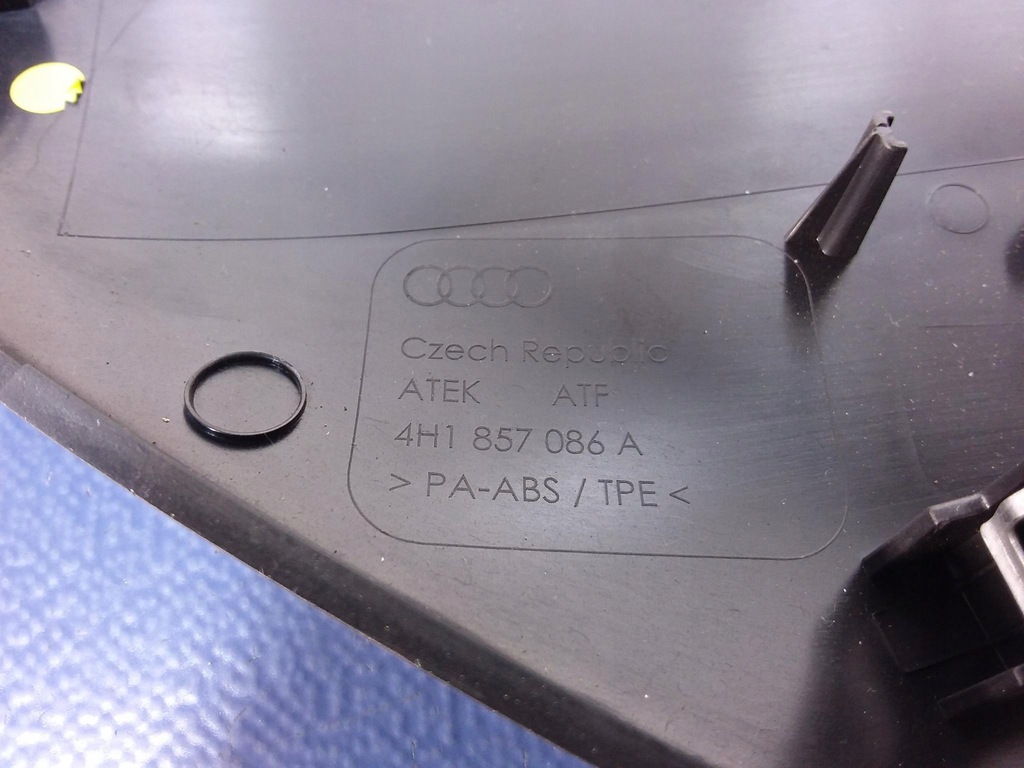 Czech Republic
ATEK ATF
4H1 857 086 A
> PA-ABS / TPE <